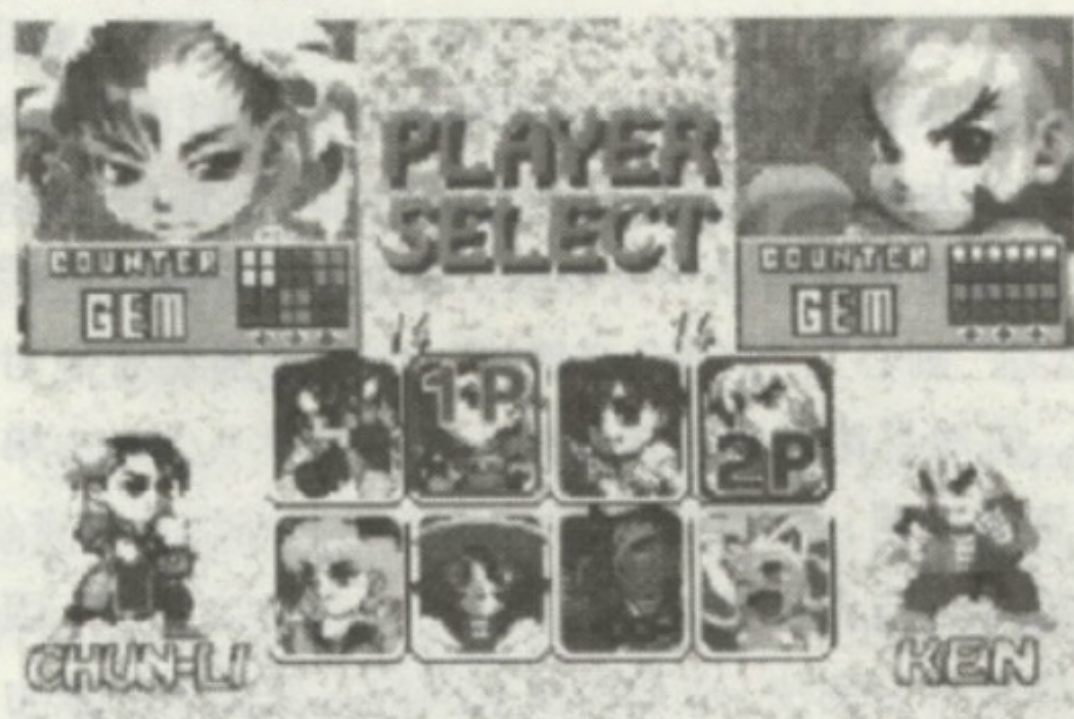 PLAYER
SELECT
COUNTER
GEM
COUNTER
GEM
14
14
1P
2P
CHUN-LI
KEN